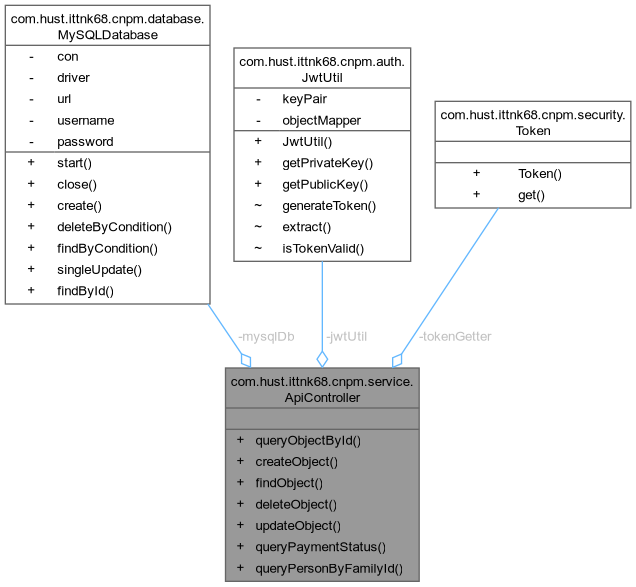 com.hust.ittnk68.cnpm.database.
MySQLDatabase
- con
- driver
- url
- username
- password
+ start()
+ close()
+ create()
+ deleteByCondition()
+ findByCondition()
+ singleUpdate()
+ findById()
com.hust.ittnk68.cnpm.auth.
JwtUtil
- keyPair
- objectMapper
+ JwtUtil()
+ getPrivateKey()
+ getPublicKey()
~ generateToken()
~ extract()
~ isTokenValid()
com.hust.ittnk68.cnpm.security.
Token
+ Token()
+ get()
-mysqlDb
-jwtUtil
-tokenGetter
com.hust.ittnk68.cnpm.service.
ApiController
+ queryObjectById()
+ createObject()
+ findObject()
+ deleteObject()
+ updateObject()
+ queryPaymentStatus()
+ queryPersonByFamilyId()